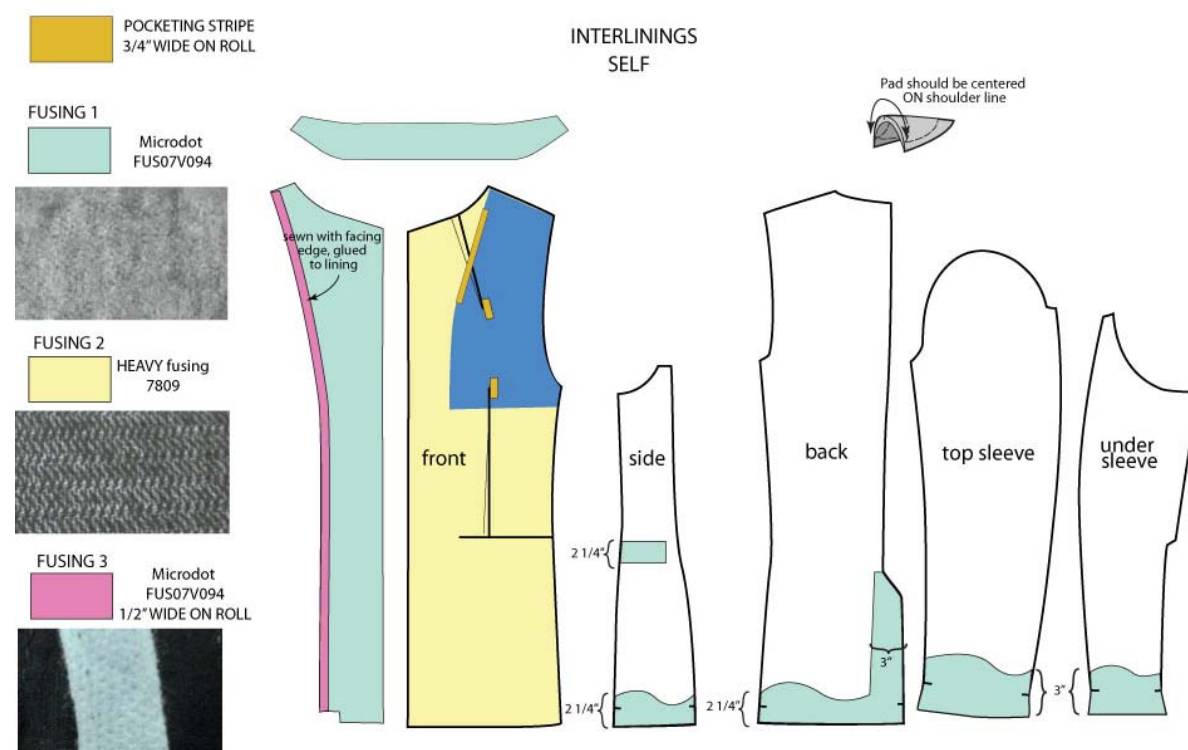 POCKETING STRIPE
3/4" WIDE ON ROLL
INTERLININGS
SELF
Pad should be centered
ON shoulder line
FUSING 1
Microdot
FUS07V094
sewn with facing
edge, glued
to lining
FUSING 2
HEAVY fusing
7809
front
side
back
top sleeve
under
sleeve
2 1/4"
FUSING 3
Microdot
FUS07V094
1/2" WIDE ON ROLL
3"
2 1/4"
2 1/4"
3"